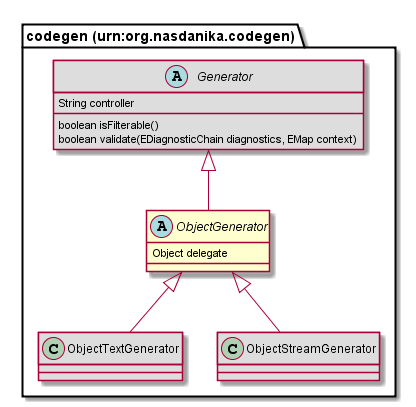 codegen (urn:org.nasdanika.codegen)
A Generator
String controller
boolean isFilterable()
boolean validate(EDiagnosticChain diagnostics, EMap context)
A ObjectGenerator
Object delegate
C ObjectTextGenerator
C ObjectStreamGenerator